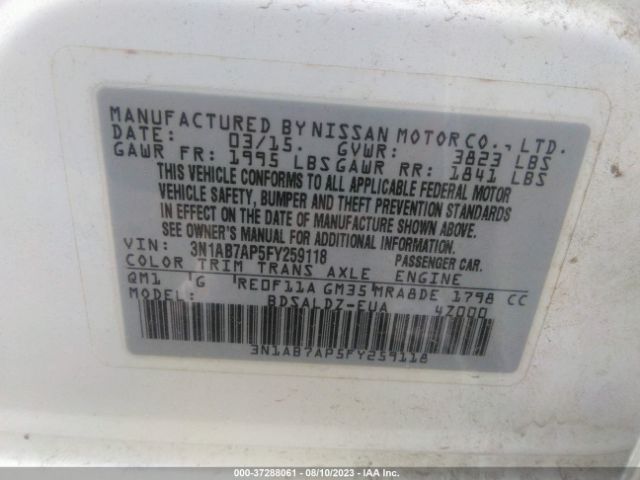 MANUFACTURED BY NISSAN MOTOR CO., LTD.
DATE: 03/15. GVWR: 3823 LBS
GAWR FR: 1995 LBS GAWR RR: 1841 LBS
THIS VEHICLE CONFORMS TO ALL APPLICABLE FEDERAL MOTOR
VEHICLE SAFETY, BUMPER AND THEFT PREVENTION STANDARDS
IN EFFECT ON THE DATE OF MANUFACTURE SHOWN ABOVE.
SEE OWNER'S MANUAL FOR ADDITIONAL INFORMATION.
VIN: 3N1AB7AP5FY259118 PASSENGER CAR.
COLOR TRIM TRANS AXLE ENGINE
QM1 G RE0F11A GM35 MRA8DE 1798 CC
MODEL: BDSALDZ-EUA 4Z000
3N1AB7AP5FY259118
000-37288061 - 08/10/2023 - IAA Inc.